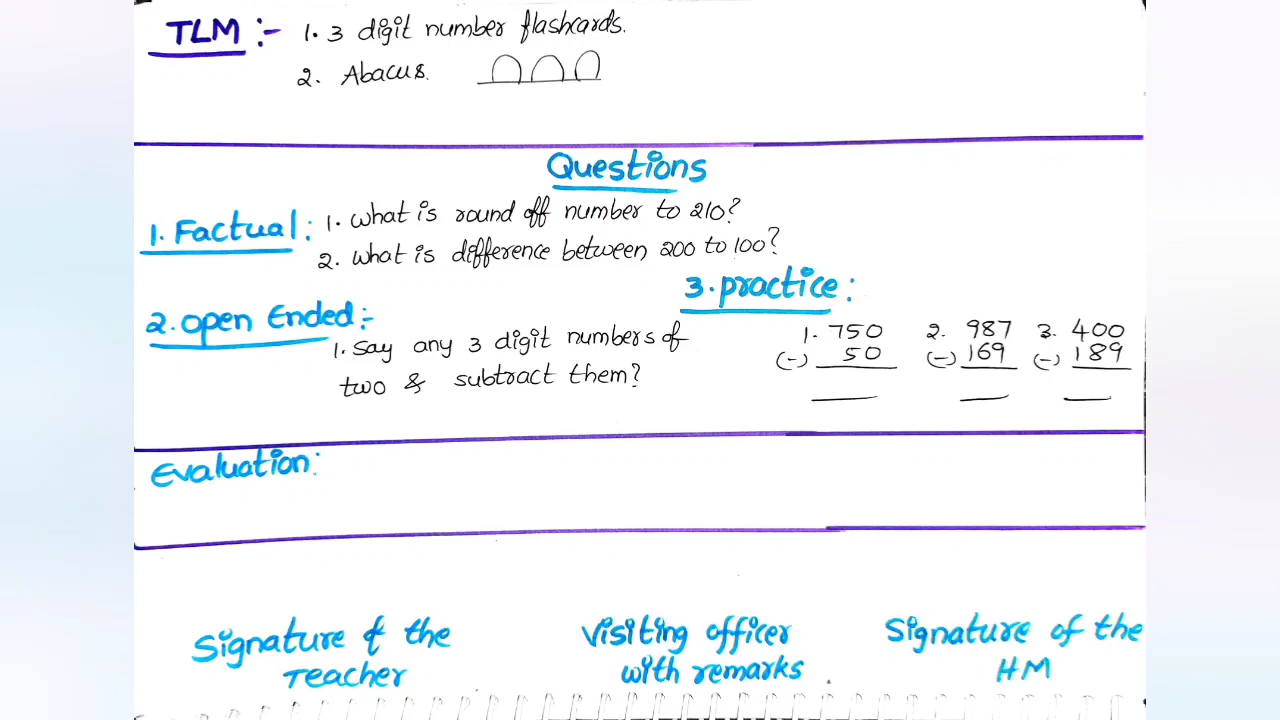 TLM :- 1. 3 digit number flashcards.
2. Abacus.
Questions
1. Factual: 1. What is round off number to 210?
2. What is difference between 200 to 100?
2. Open Ended:-
1. Say any 3 digit numbers of
two & subtract them?
3. practice:
1. 750 2. 987 3. 400
(-) 50 (-) 169 (-) 189
Evaluation:
Signature of the
Teacher
Visiting officer
with remarks
Signature of the
HM